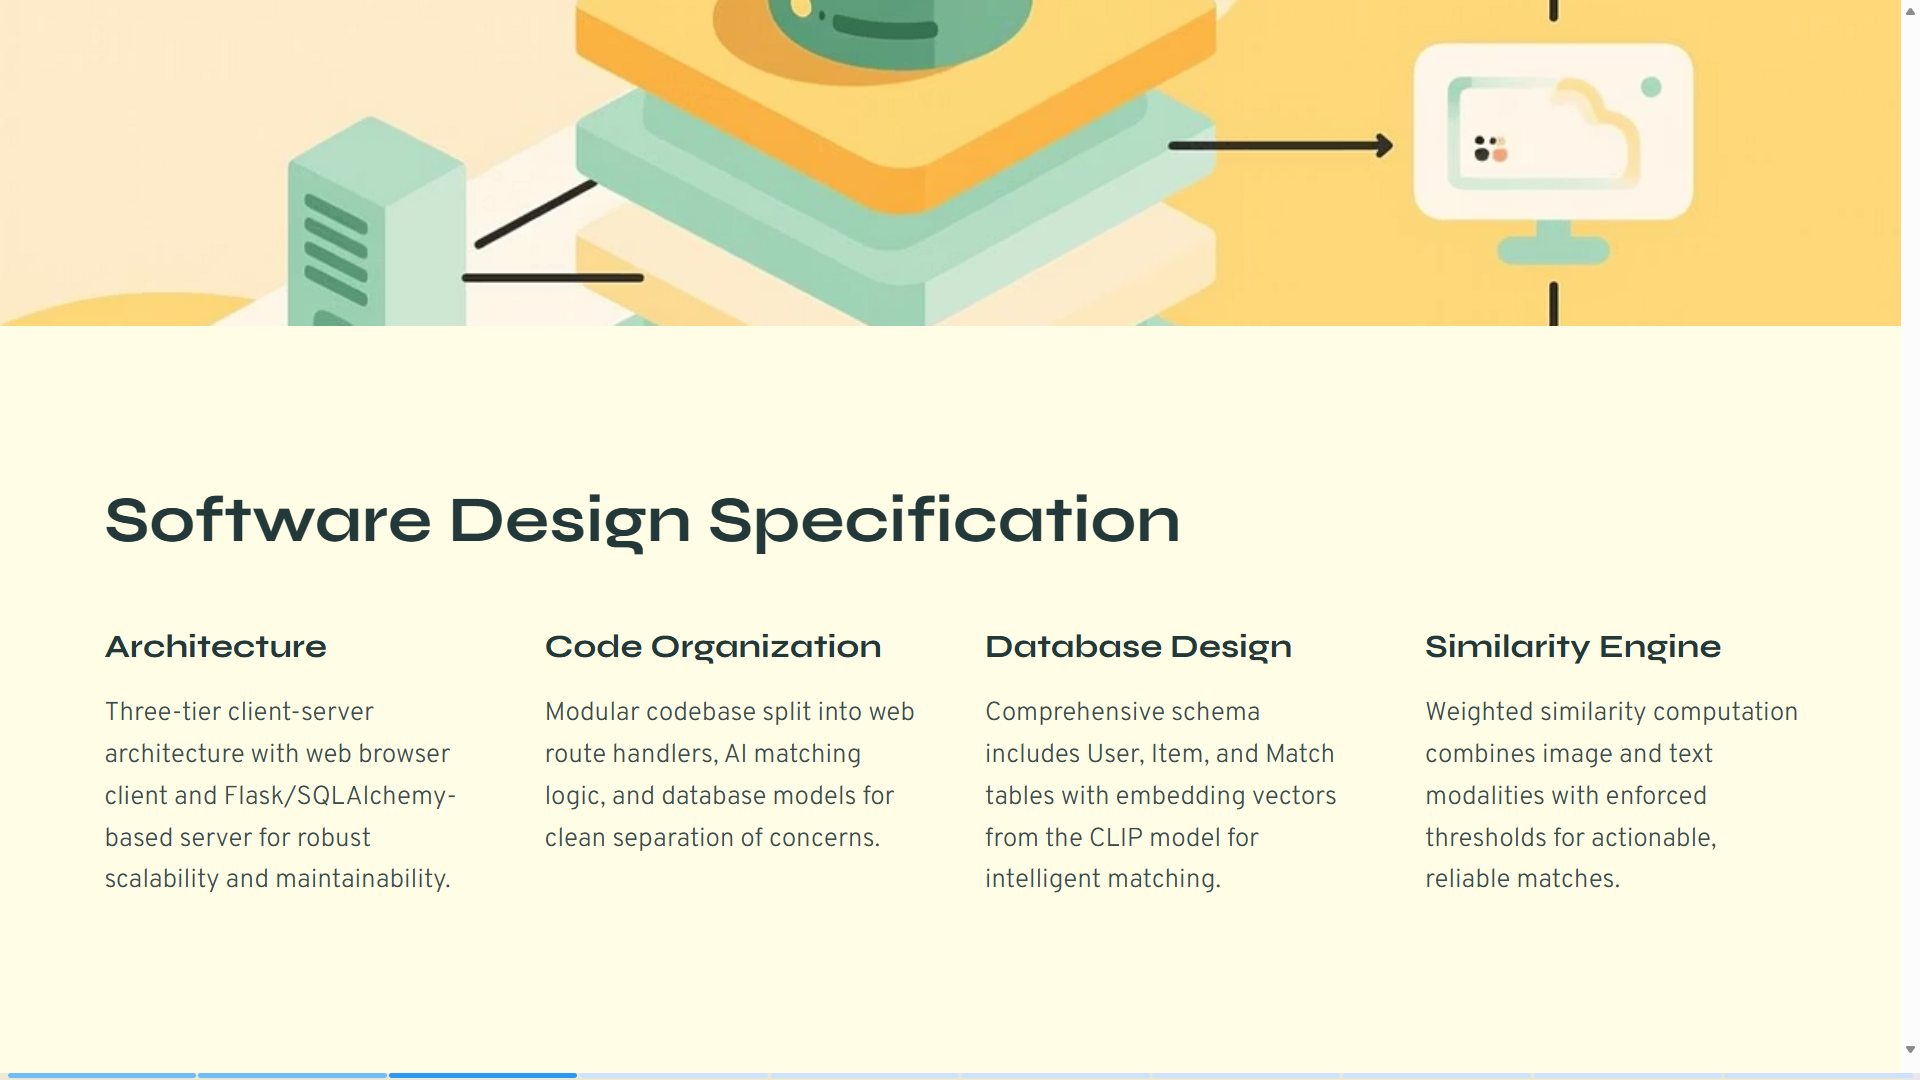 Software Design Specification
Architecture
Three-tier client-server
architecture with web browser
client and Flask/SQLAlchemy-
based server for robust
scalability and maintainability.
Code Organization
Modular codebase split into web
route handlers, AI matching
logic, and database models for
clean separation of concerns.
Database Design
Comprehensive schema
includes User, Item, and Match
tables with embedding vectors
from the CLIP model for
intelligent matching.
Similarity Engine
Weighted similarity computation
combines image and text
modalities with enforced
thresholds for actionable,
reliable matches.